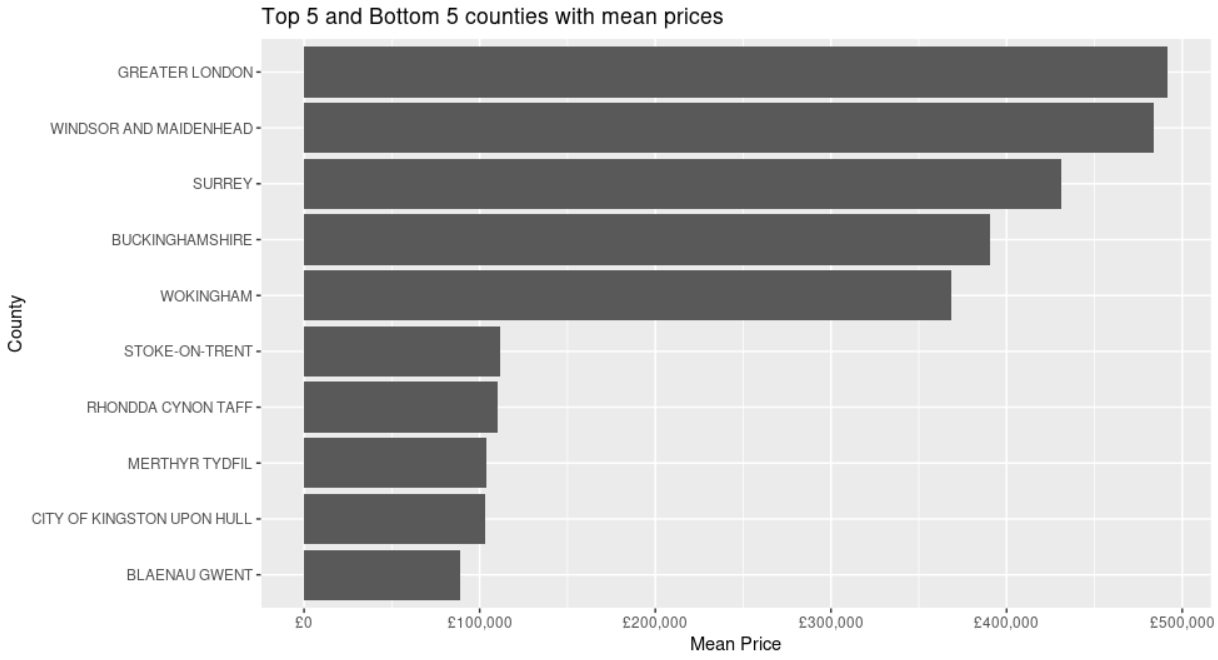 Top 5 and Bottom 5 counties with mean prices
County
GREATER LONDON
WINDSOR AND MAIDENHEAD
SURREY
BUCKINGHAMSHIRE
WOKINGHAM
STOKE-ON-TRENT
RHONDDA CYNON TAFF
MERTHYR TYDFIL
CITY OF KINGSTON UPON HULL
BLAENAU GWENT
£0 £100,000 £200,000 £300,000 £400,000 £500,000
Mean Price